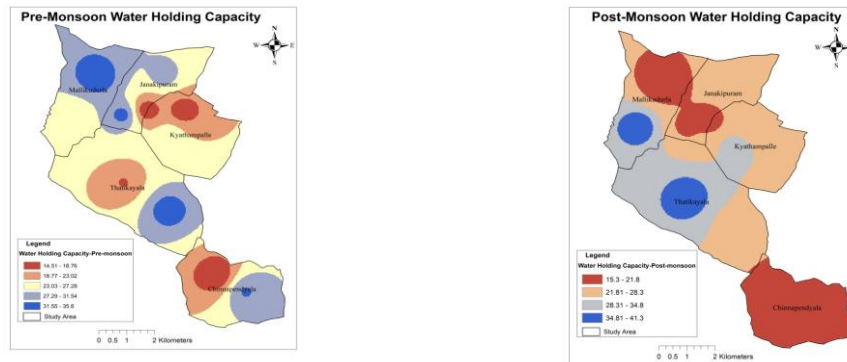 Pre-Monsoon Water Holding Capacity
N
W
E
S
Mallikudurla
Janakipuram
Kyathampalle
Thatikayala
Chinnapendyala
Legend
Water Holding Capacity-Pre-monsoon
14.51 - 18.76
18.77 - 23.02
23.03 - 27.28
27.29 - 31.54
31.55 - 35.8
Study Area
0 0.5 1 2 Kilometers
Post-Monsoon Water Holding Capacity
N
W
S
Mallikudurla
Janakipuram
Kyathampalle
Thatikayala
Chinnapendyala
Legend
Water Holding Capacity-Post-monsoon
15.3 - 21.8
21.81 - 28.3
28.31 - 34.8
34.81 - 41.3
Study Area
0 0.5 1 2 Kilometers